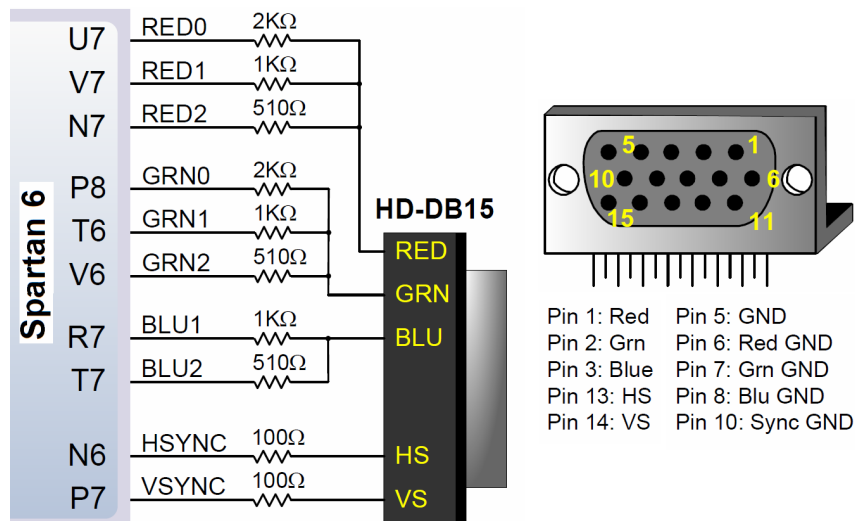 U7 RED0 2KΩ
V7 RED1 1KΩ
N7 RED2 510Ω
P8 GRN0 2KΩ
T6 GRN1 1KΩ
V6 GRN2 510Ω
R7 BLU1 1KΩ
T7 BLU2 510Ω
N6 HSYNC 100Ω
P7 VSYNC 100Ω
Spartan 6
HD-DB15
RED
GRN
BLU
HS
VS
5 1
10 6
15 11
Pin 1: Red Pin 5: GND
Pin 2: Grn Pin 6: Red GND
Pin 3: Blue Pin 7: Grn GND
Pin 13: HS Pin 8: Blu GND
Pin 14: VS Pin 10: Sync GND